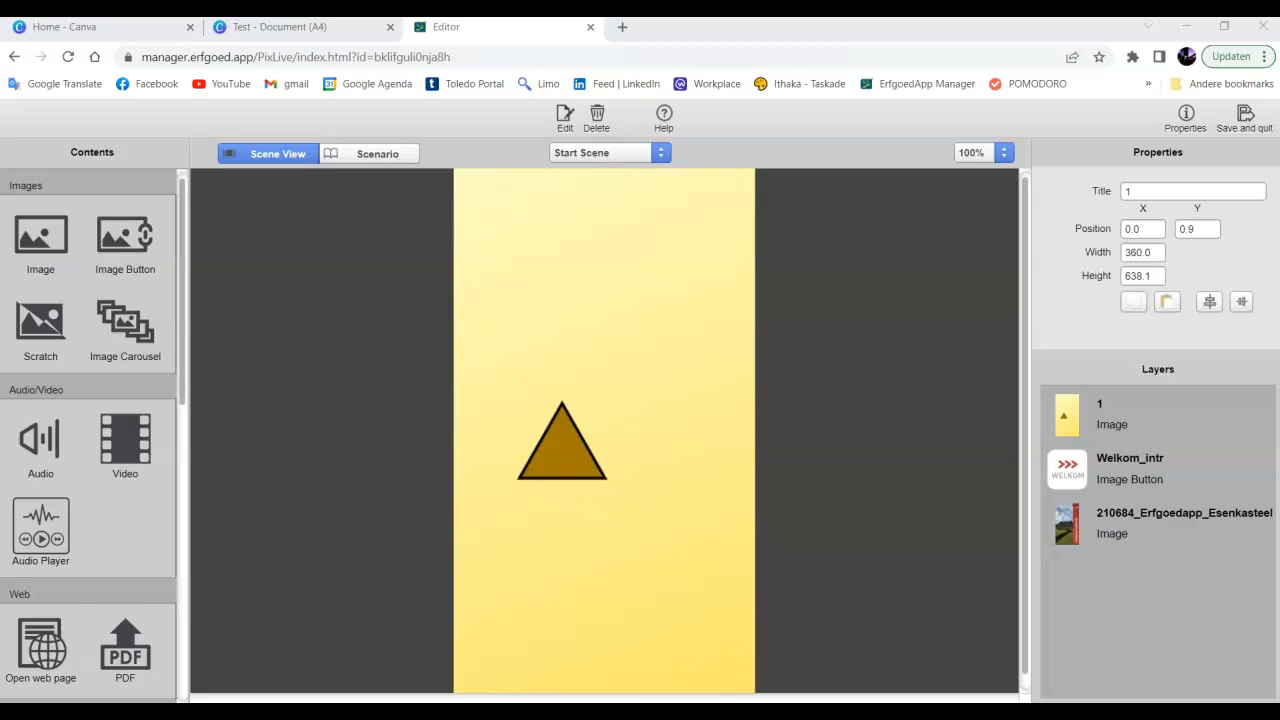 Home - Canva
Test - Document (A4)
Editor
manager.erfgoed.app/PixLive/index.html?id=bklifguli0nja8h
Updaten
Google Translate
Facebook
YouTube
gmail
Google Agenda
Toledo Portal
Limo
Feed | LinkedIn
Workplace
Ithaka - Taskade
ErfgoedApp Manager
POMODORO
»
Andere bookmarks
Edit
Delete
Help
Properties
Save and quit
Contents
Scene View
Scenario
Start Scene
100%
Properties
Images
Image
Image Button
Scratch
Image Carousel
Audio/Video
Audio
Video
Audio Player
Web
Open web page
PDF
PDF
Title
1
X
Y
Position
0.0
0.9
Width
360.0
Height
638.1
Layers
1
Image
WELKOM
Welkom_intr
Image Button
210684_Erfgoedapp_Esenkasteel
Image